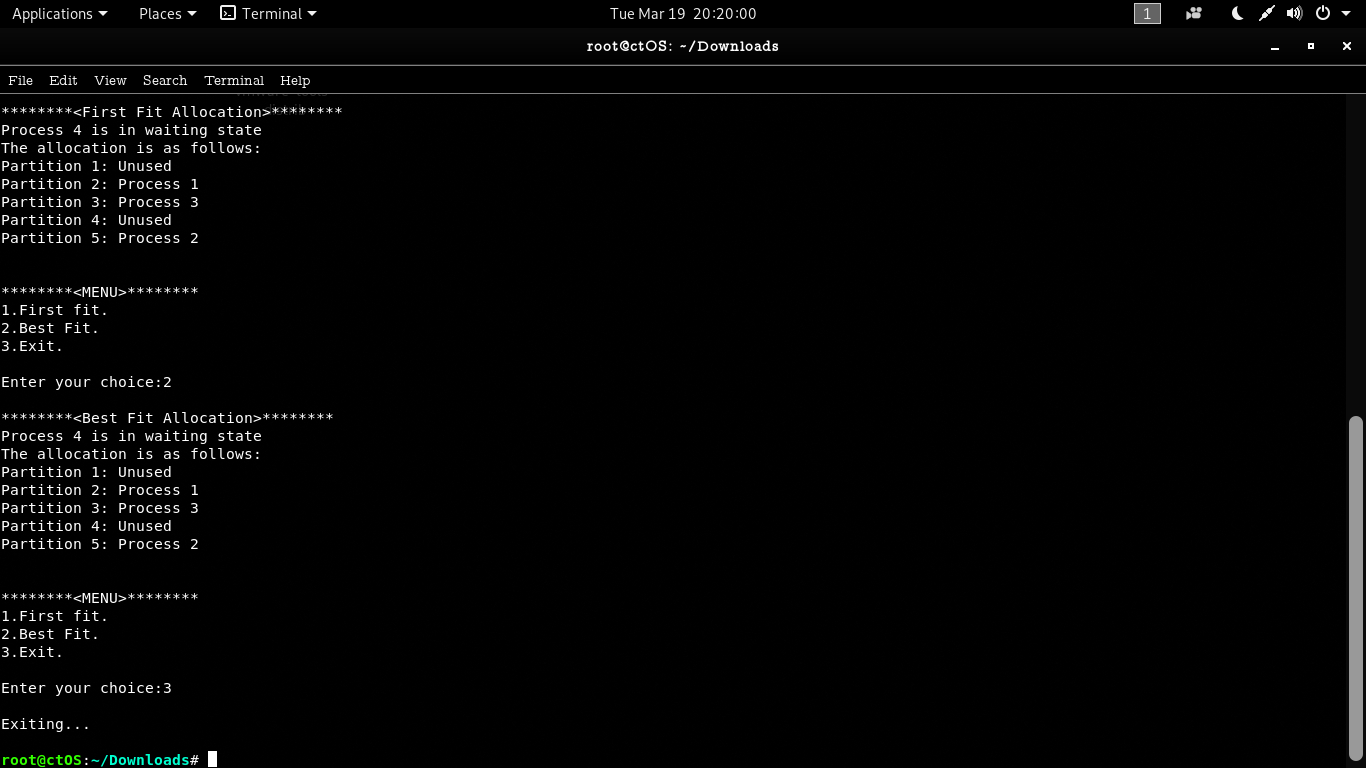 Applications Places Terminal Tue Mar 19 20:20:00 1
root@ctOS: ~/Downloads
File Edit View Search Terminal Help
********<First Fit Allocation>********
Process 4 is in waiting state
The allocation is as follows:
Partition 1: Unused
Partition 2: Process 1
Partition 3: Process 3
Partition 4: Unused
Partition 5: Process 2
********<MENU>********
1.First fit.
2.Best Fit.
3.Exit.
Enter your choice:2
********<Best Fit Allocation>********
Process 4 is in waiting state
The allocation is as follows:
Partition 1: Unused
Partition 2: Process 1
Partition 3: Process 3
Partition 4: Unused
Partition 5: Process 2
********<MENU>********
1.First fit.
2.Best Fit.
3.Exit.
Enter your choice:3
Exiting...
root@ctOS:~/Downloads#